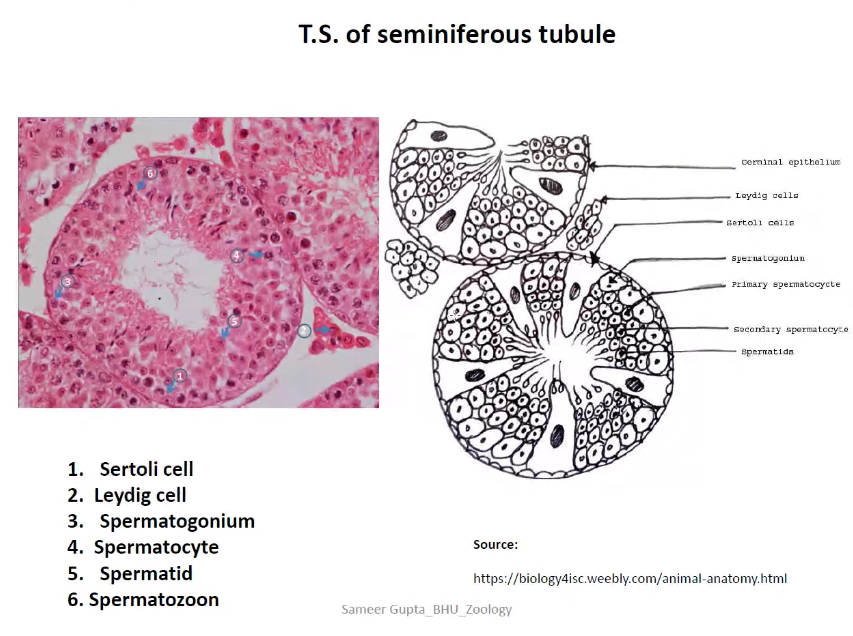 T.S. of seminiferous tubule
6
4
3
5
2
1
Germinal epithelium
Leydig cells
Sertoli cells
Spermatogonium
Primary spermatocycte
Secondary spermatocyte
Spermatids
1. Sertoli cell
2. Leydig cell
3. Spermatogonium
4. Spermatocyte
5. Spermatid
6. Spermatozoon
Source:
https://biology4isc.weebly.com/animal-anatomy.html
Sameer Gupta_BHU_Zoology